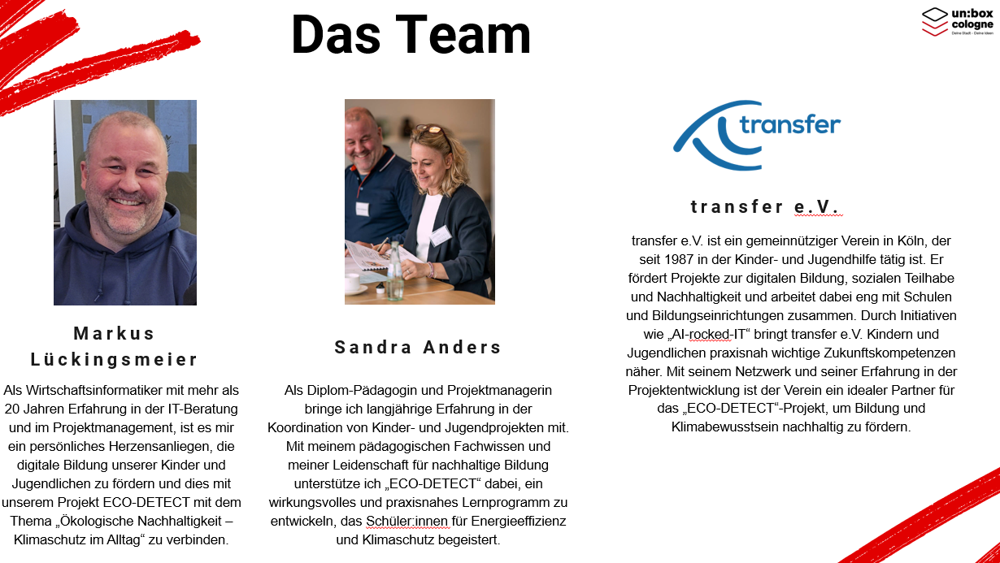 Das Team
un:box
cologne
Deine Stadt - Deine Ideen
transfer
Markus
Lückingsmeier
Als Wirtschaftsinformatiker mit mehr als
20 Jahren Erfahrung in der IT-Beratung
und im Projektmanagement, ist es mir
ein persönliches Herzensanliegen, die
digitale Bildung unserer Kinder und
Jugendlichen zu fördern und dies mit
unserem Projekt ECO-DETECT mit dem
Thema „Ökologische Nachhaltigkeit –
Klimaschutz im Alltag“ zu verbinden.
Sandra Anders
Als Diplom-Pädagogin und Projektmanagerin
bringe ich langjährige Erfahrung in der
Koordination von Kinder- und Jugendprojekten mit.
Mit meinem pädagogischen Fachwissen und
meiner Leidenschaft für nachhaltige Bildung
unterstütze ich „ECO-DETECT“ dabei, ein
wirkungsvolles und praxisnahes Lernprogramm zu
entwickeln, das Schüler:innen für Energieeffizienz
und Klimaschutz begeistert.
transfer e.V.
transfer e.V. ist ein gemeinnütziger Verein in Köln, der
seit 1987 in der Kinder- und Jugendhilfe tätig ist. Er
fördert Projekte zur digitalen Bildung, sozialen Teilhabe
und Nachhaltigkeit und arbeitet dabei eng mit Schulen
und Bildungseinrichtungen zusammen. Durch Initiativen
wie „AI-rocked-IT“ bringt transfer e.V. Kindern und
Jugendlichen praxisnah wichtige Zukunftskompetenzen
näher. Mit seinem Netzwerk und seiner Erfahrung in der
Projektentwicklung ist der Verein ein idealer Partner für
das „ECO-DETECT“-Projekt, um Bildung und
Klimabewusstsein nachhaltig zu fördern.